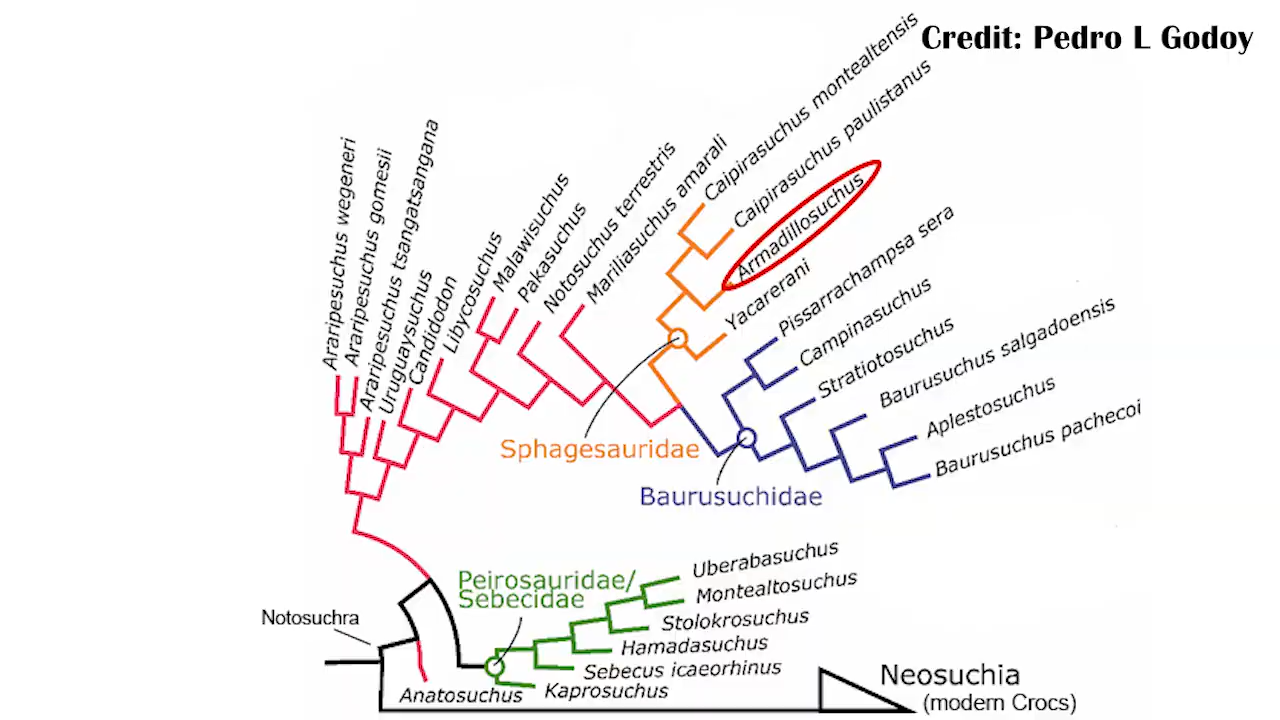 Credit: Pedro L Godoy
Araripesuchus wegeneri
Araripesuchus gomesii
Araripesuchus tsangatsangana
Uruguaysuchus
Candidodon
Libycosuchus
Malawisuchus
Pakasuchus
Notosuchus terrestris
Mariliasuchus amarali
Caipirasuchus montealtensis
Caipirasuchus paulistanus
Armadillosuchus
Yacarerani
Pissarrachampsa sera
Campinasuchus
Stratiotosuchus
Baurusuchus salgadoensis
Aplestosuchus
Baurusuchus pachecoi
Sphagesauridae
Baurusuchidae
Peirosauridae/
Sebecidae
Uberabasuchus
Montealtosuchus
Stolokrosuchus
Hamadasuchus
Sebecus icaeorhinus
Kaprosuchus
Notosuchra
Anatosuchus
Neosuchia
(modern Crocs)